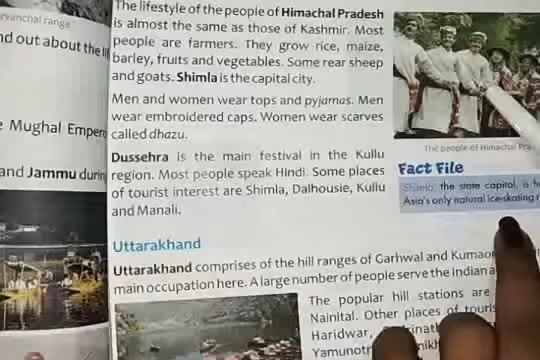 rvanchal range
nd out about the
e Mughal Empero
and Jammu durin
The lifestyle of the people of Himachal Pradesh
is almost the same as those of Kashmir. Most
people are farmers. They grow rice, maize,
barley, fruits and vegetables. Some rear sheep
and goats. Shimla is the capital city.
Men and women wear tops and pyjamas. Men
wear embroidered caps. Women wear scarves
called dhazu.
Dussehra is the main festival in the Kullu
region. Most people speak Hindi. Some places
of tourist interest are Shimla, Dalhousie, Kullu
and Manali.
The people of Himachal Pra
Fact File
Shimla, the state capital, is
Asia's only natural ice-skating
Uttarakhand
Uttarakhand comprises of the hill ranges of Garhwal and Kumao
main occupation here. A large number of people serve the Indian
The popular hill stations are
Nainital. Other places of touris
Haridwar,
Yamunot